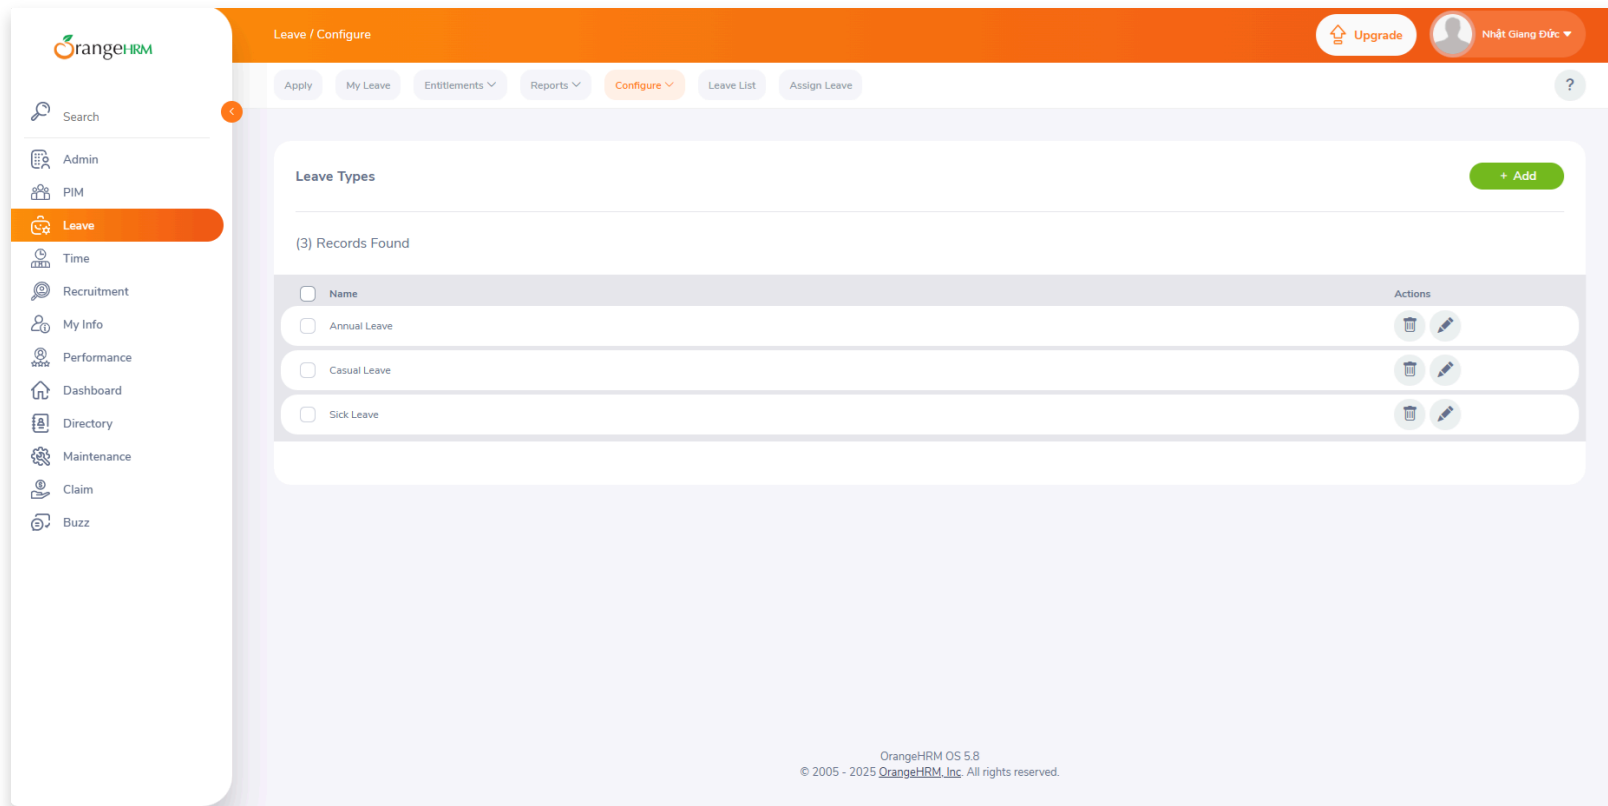 OrangeHRM
Leave / Configure
Upgrade
Nhật Giang Đức
Apply
My Leave
Entitlements
Reports
Configure
Leave List
Assign Leave
?
Search
Admin
PIM
Leave
Time
Recruitment
My Info
Performance
Dashboard
Directory
Maintenance
Claim
Buzz
Leave Types
+ Add
(3) Records Found
Name Actions
Annual Leave
Casual Leave
Sick Leave
OrangeHRM OS 5.8
© 2005 - 2025 OrangeHRM, Inc. All rights reserved.